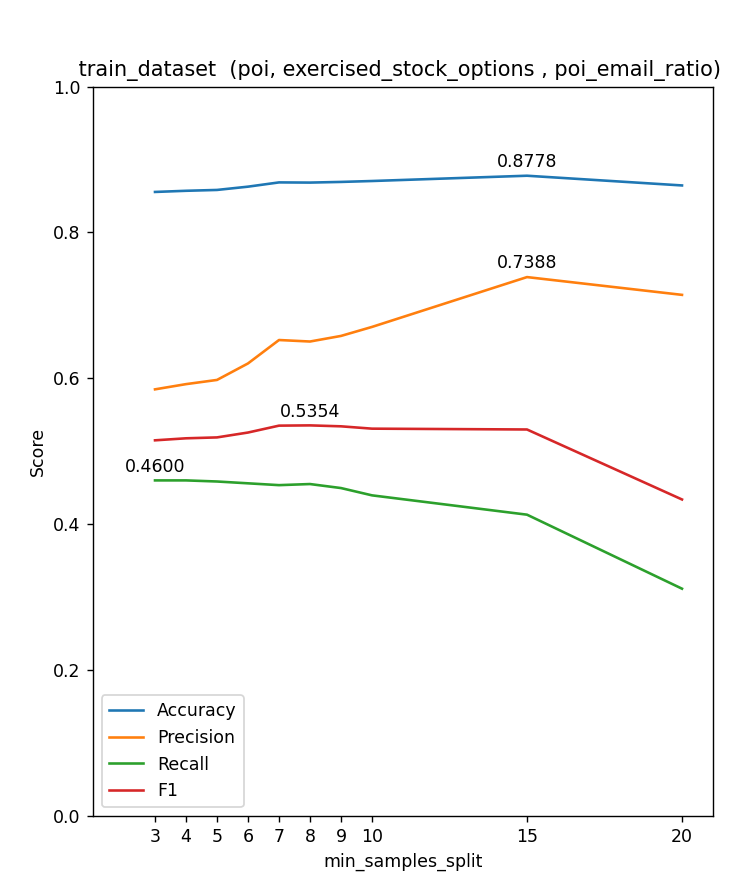 train_dataset  (poi, exercised_stock_options , poi_email_ratio)
1.0
0.8
0.6
0.4
0.2
0.0
Score
0.8778
0.7388
0.5354
0.4600
Accuracy
Precision
Recall
F1
3 4 5 6 7 8 9 10 15 20
min_samples_split